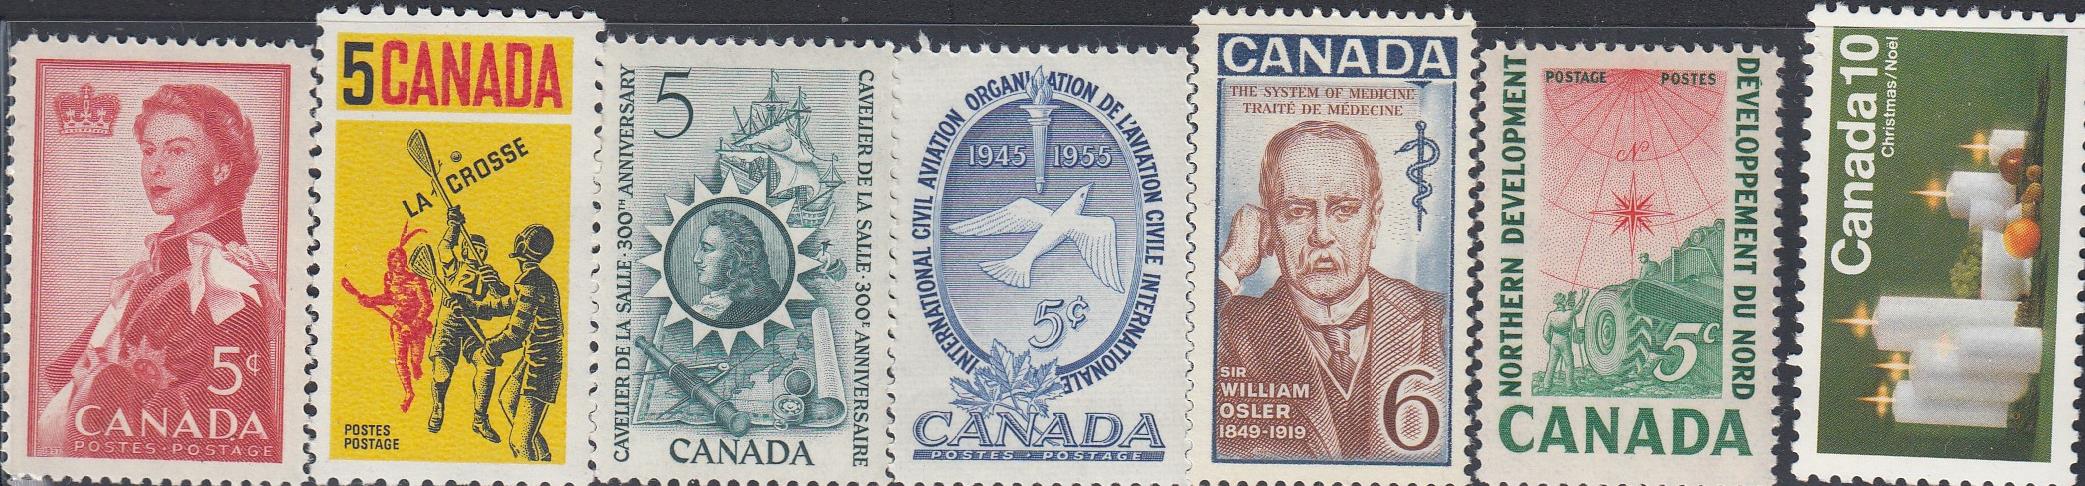 5¢
CANADA
POSTES·POSTAGE
5 CANADA
LA CROSSE
21
POSTES
POSTAGE
5
CAVELIER DE LA SALLE · 300TH ANNIVERSARY
CAVELIER DE LA SALLE · 300E ANNIVERSAIRE
CANADA
INTERNATIONAL CIVIL AVIATION ORGANIZATION
ORGANISATION DE L'AVIATION CIVILE INTERNATIONALE
1945 1955
5¢
CANADA
POSTES · POSTAGE
CANADA
THE SYSTEM OF MEDICINE
TRAITÉ DE MÉDECINE
SIR
WILLIAM
OSLER
1849-1919
6
POSTAGE POSTES
N
NORTHERN DEVELOPMENT
DÉVELOPPEMENT DU NORD
5c
CANADA
Canada 10
Christmas/Noël